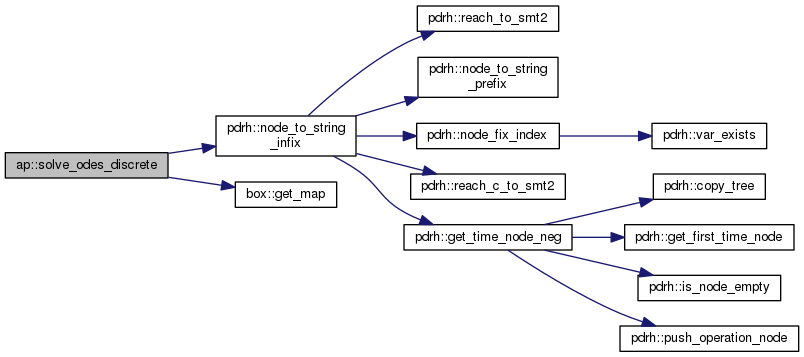 ap::solve_odes_discrete
pdrh::node_to_string
_infix
box::get_map
pdrh::reach_to_smt2
pdrh::node_to_string
_prefix
pdrh::node_fix_index
pdrh::reach_c_to_smt2
pdrh::get_time_node_neg
pdrh::var_exists
pdrh::copy_tree
pdrh::get_first_time_node
pdrh::is_node_empty
pdrh::push_operation_node